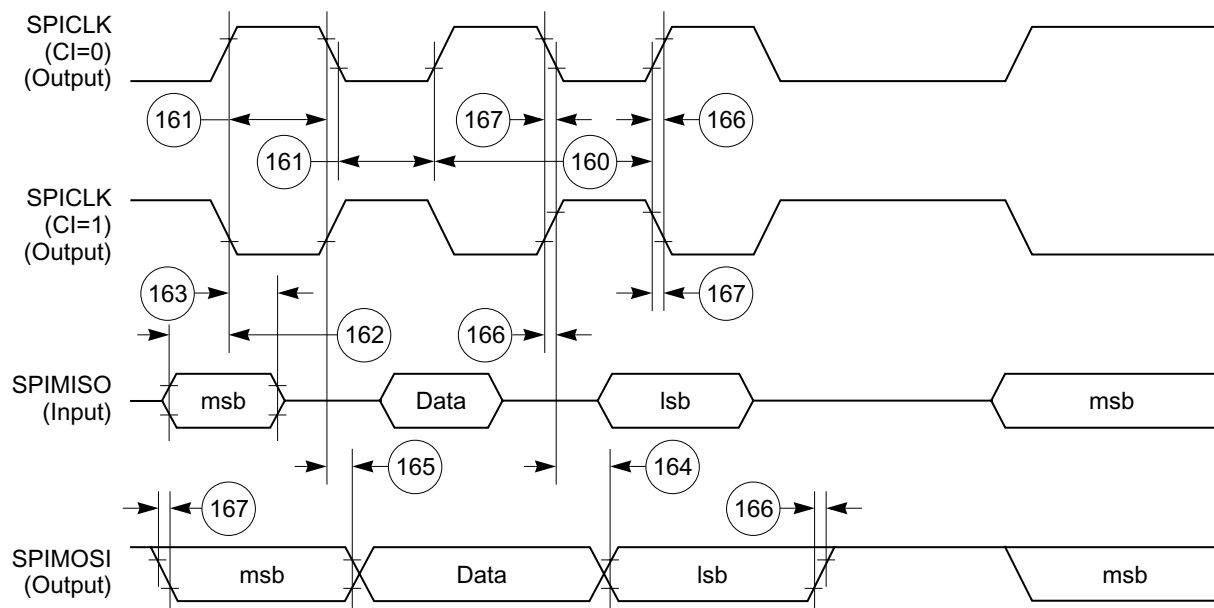 SPICLK
(CI=0)
(Output)
161
167
166
161
160
SPICLK
(CI=1)
(Output)
163
167
162
166
SPIMISO
(Input)
msb
Data
lsb
msb
165
164
167
166
SPIMOSI
(Output)
msb
Data
lsb
msb